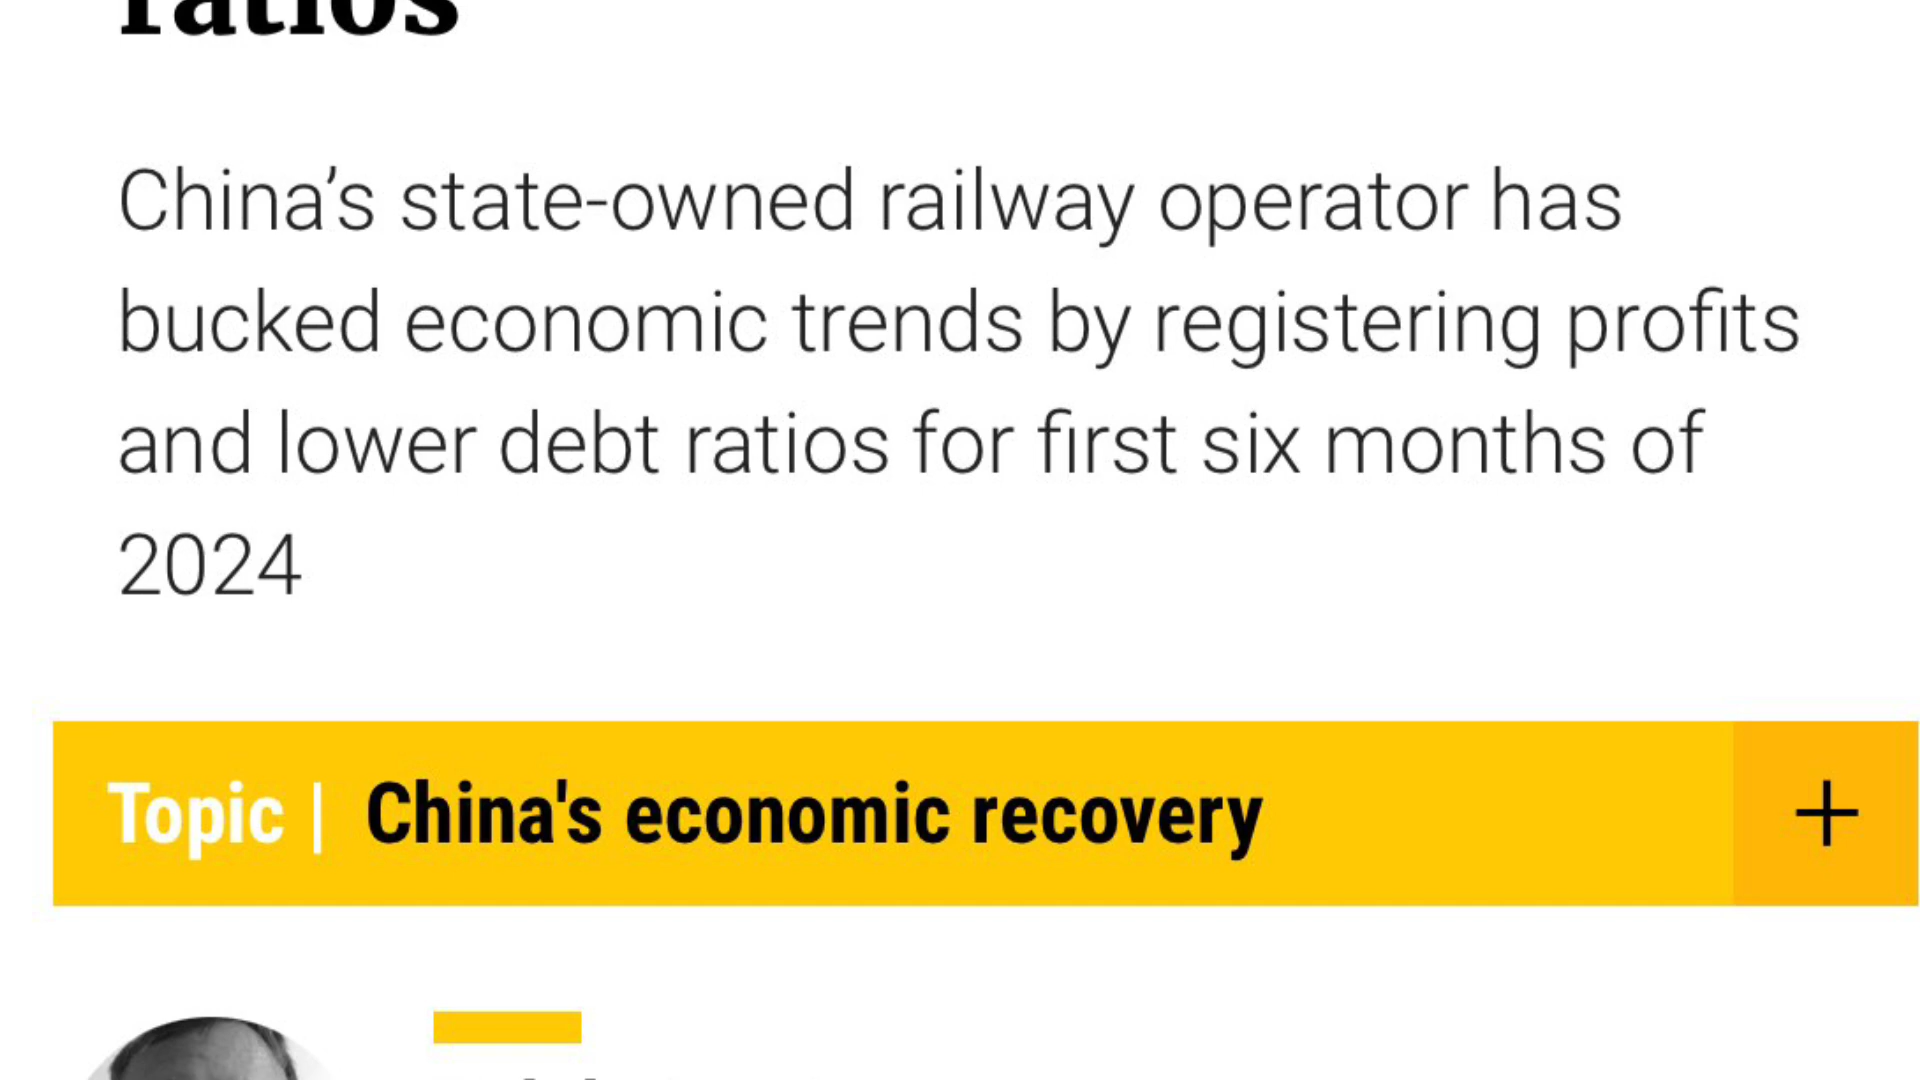 ratios
China’s state-owned railway operator has
bucked economic trends by registering profits
and lower debt ratios for first six months of
2024
Topic | China's economic recovery +